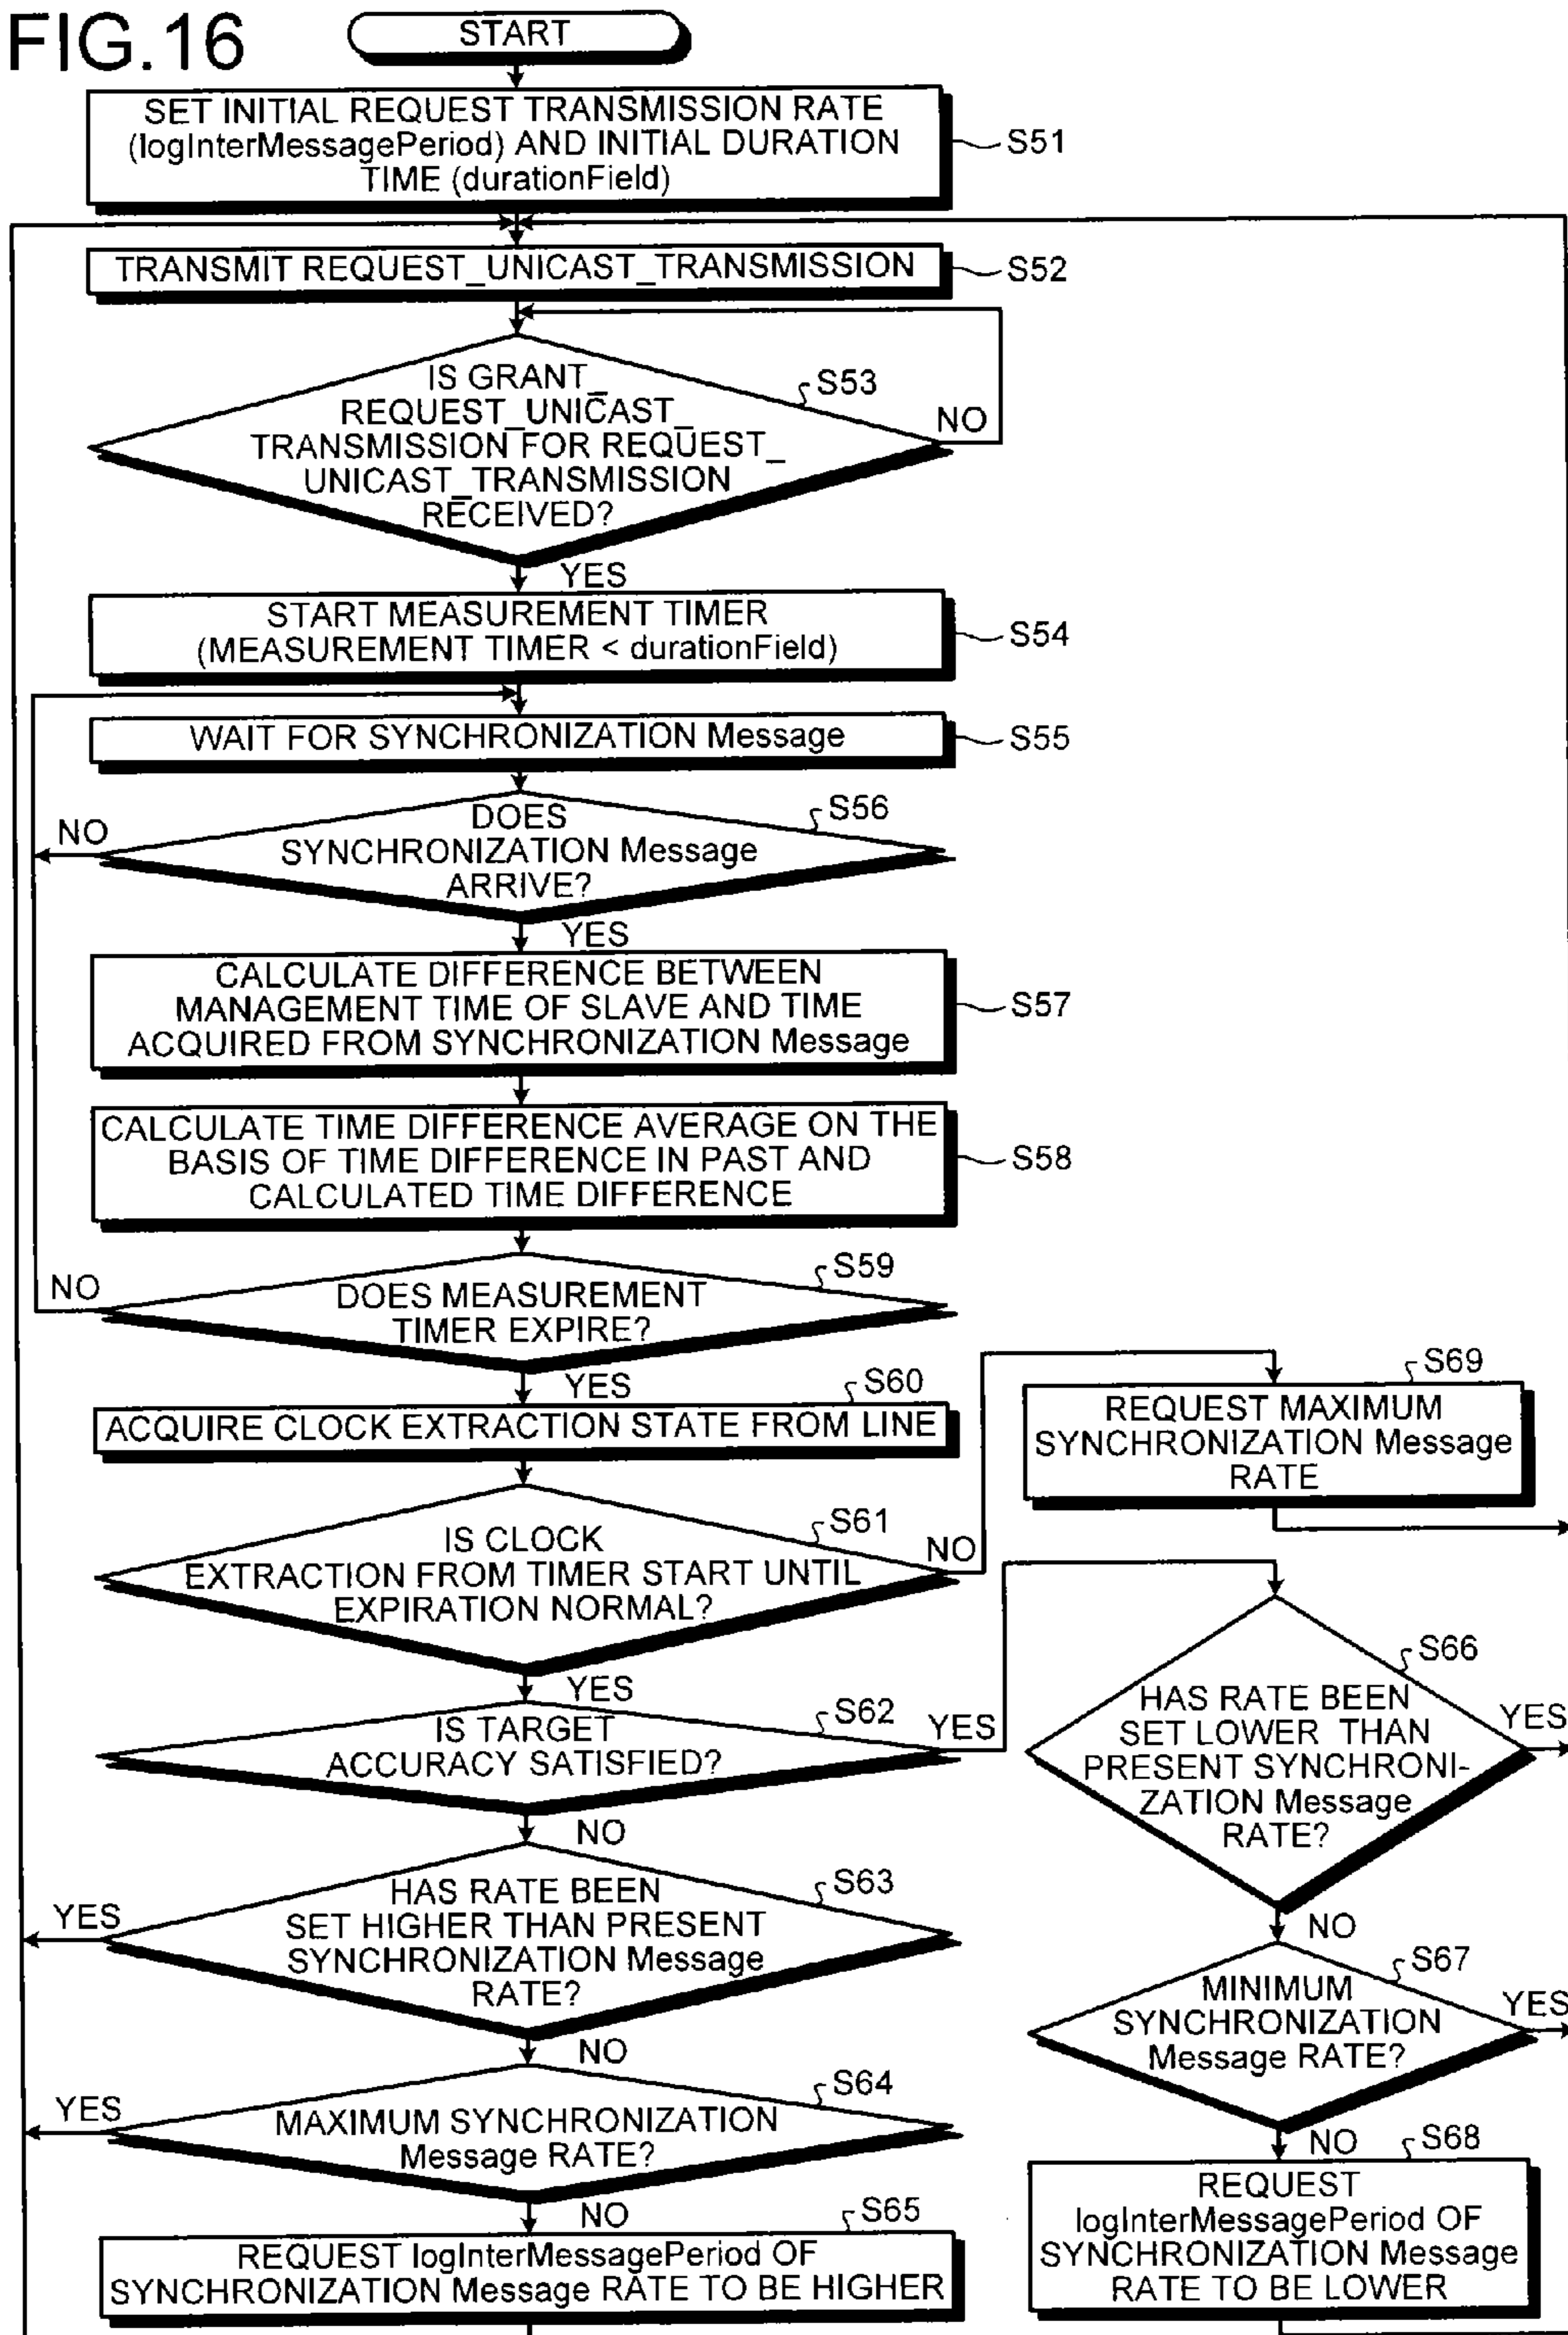 FIG.16
START
SET INITIAL REQUEST TRANSMISSION RATE
(logInterMessagePeriod) AND INITIAL DURATION
TIME (durationField)
S51
TRANSMIT REQUEST_UNICAST_TRANSMISSION
S52
IS GRANT_
REQUEST_UNICAST_
TRANSMISSION FOR REQUEST_
UNICAST_TRANSMISSION
RECEIVED?
S53
NO
YES
START MEASUREMENT TIMER
(MEASUREMENT TIMER < durationField)
S54
WAIT FOR SYNCHRONIZATION Message
S55
DOES
SYNCHRONIZATION Message
ARRIVE?
S56
NO
YES
CALCULATE DIFFERENCE BETWEEN
MANAGEMENT TIME OF SLAVE AND TIME
ACQUIRED FROM SYNCHRONIZATION Message
S57
CALCULATE TIME DIFFERENCE AVERAGE ON THE
BASIS OF TIME DIFFERENCE IN PAST AND
CALCULATED TIME DIFFERENCE
S58
DOES MEASUREMENT
TIMER EXPIRE?
S59
NO
YES
S60
ACQUIRE CLOCK EXTRACTION STATE FROM LINE
IS CLOCK
EXTRACTION FROM TIMER START UNTIL
EXPIRATION NORMAL?
S61
NO
YES
S69
REQUEST MAXIMUM
SYNCHRONIZATION Message
RATE
IS TARGET
ACCURACY SATISFIED?
S62
YES
NO
HAS RATE BEEN
SET HIGHER THAN PRESENT
SYNCHRONIZATION Message
RATE?
S63
YES
NO
MAXIMUM SYNCHRONIZATION
Message RATE?
S64
YES
NO
S65
REQUEST logInterMessagePeriod OF
SYNCHRONIZATION Message RATE TO BE HIGHER
S66
HAS RATE BEEN
SET LOWER THAN
PRESENT SYNCHRONI-
ZATION Message
RATE?
YES
NO
S67
MINIMUM
SYNCHRONIZATION
Message RATE?
YES
NO
S68
REQUEST
logInterMessagePeriod OF
SYNCHRONIZATION Message
RATE TO BE LOWER